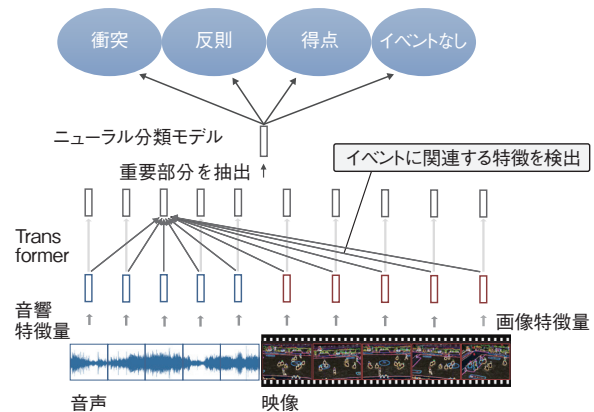 衝突
反則
得点
イベントなし
ニューラル分類モデル
重要部分を抽出
イベントに関連する特徴を検出
Trans
former
音響
特徴量
画像特徴量
音声
映像